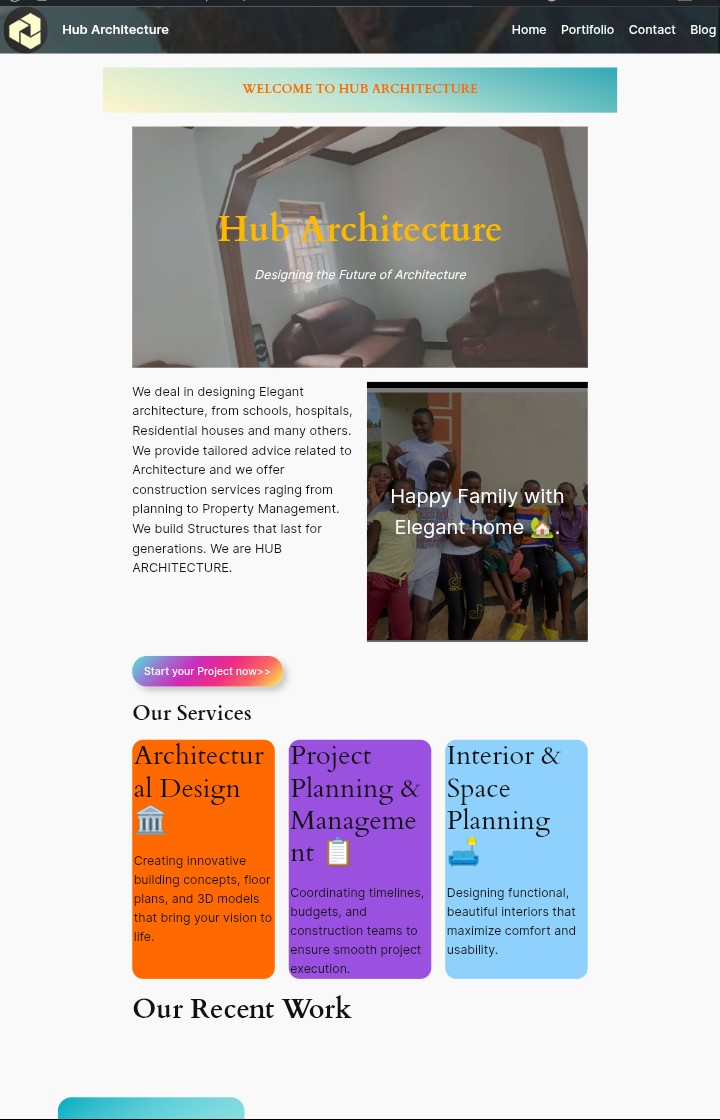 Hub Architecture
Home Portifolio Contact Blog
WELCOME TO HUB ARCHITECTURE
Hub Architecture
Designing the Future of Architecture
We deal in designing Elegant
architecture, from schools, hospitals,
Residential houses and many others.
We provide tailored advice related to
Architecture and we offer
construction services raging from
planning to Property Management.
We build Structures that last for
generations. We are HUB
ARCHITECTURE.
Happy Family with
Elegant home 🏡.
Start your Project now>>
Our Services
Architectur
al Design
🏛️
Creating innovative
building concepts, floor
plans, and 3D models
that bring your vision to
life.
Project
Planning &
Manageme
nt 📋
Coordinating timelines,
budgets, and
construction teams to
ensure smooth project
execution.
Interior &
Space
Planning
🛋️
Designing functional,
beautiful interiors that
maximize comfort and
usability.
Our Recent Work